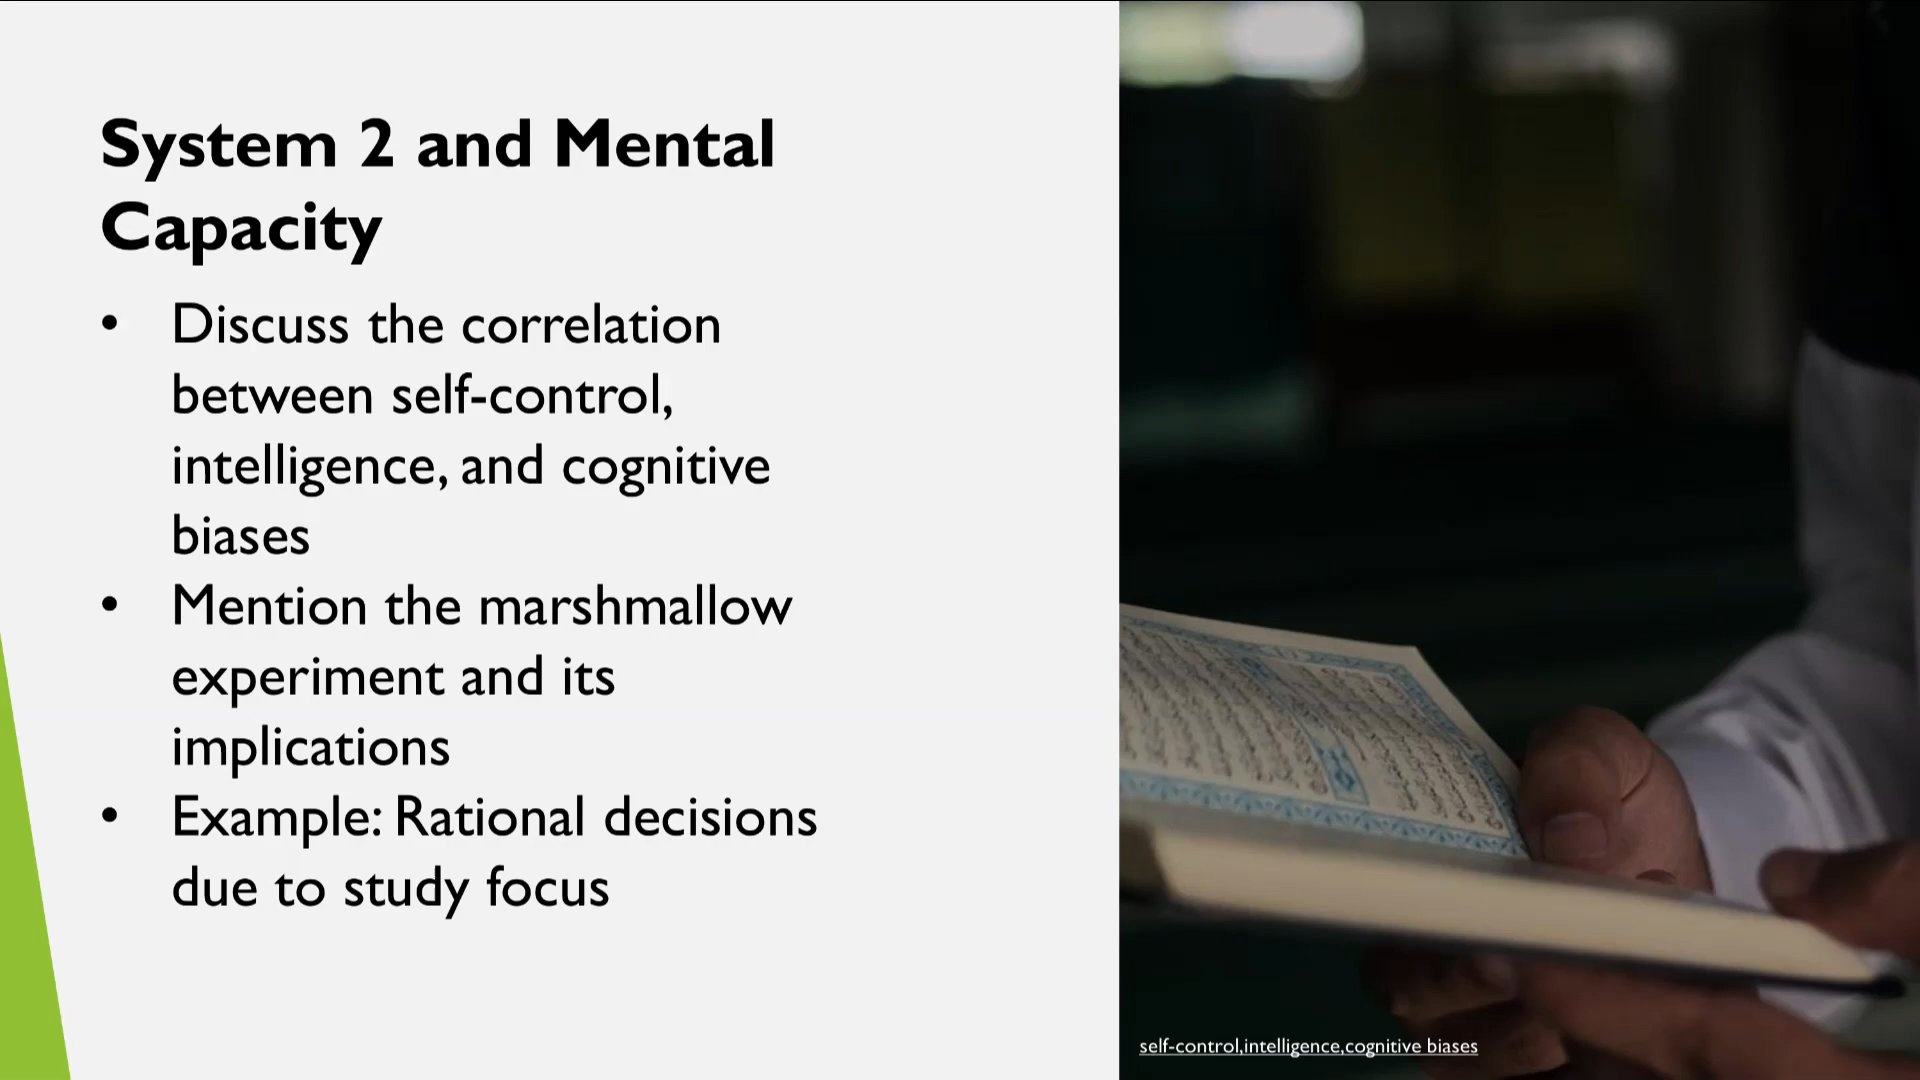 System 2 and Mental
Capacity
• Discuss the correlation
between self-control,
intelligence, and cognitive
biases
• Mention the marshmallow
experiment and its
implications
• Example: Rational decisions
due to study focus
self-control,intelligence,cognitive biases